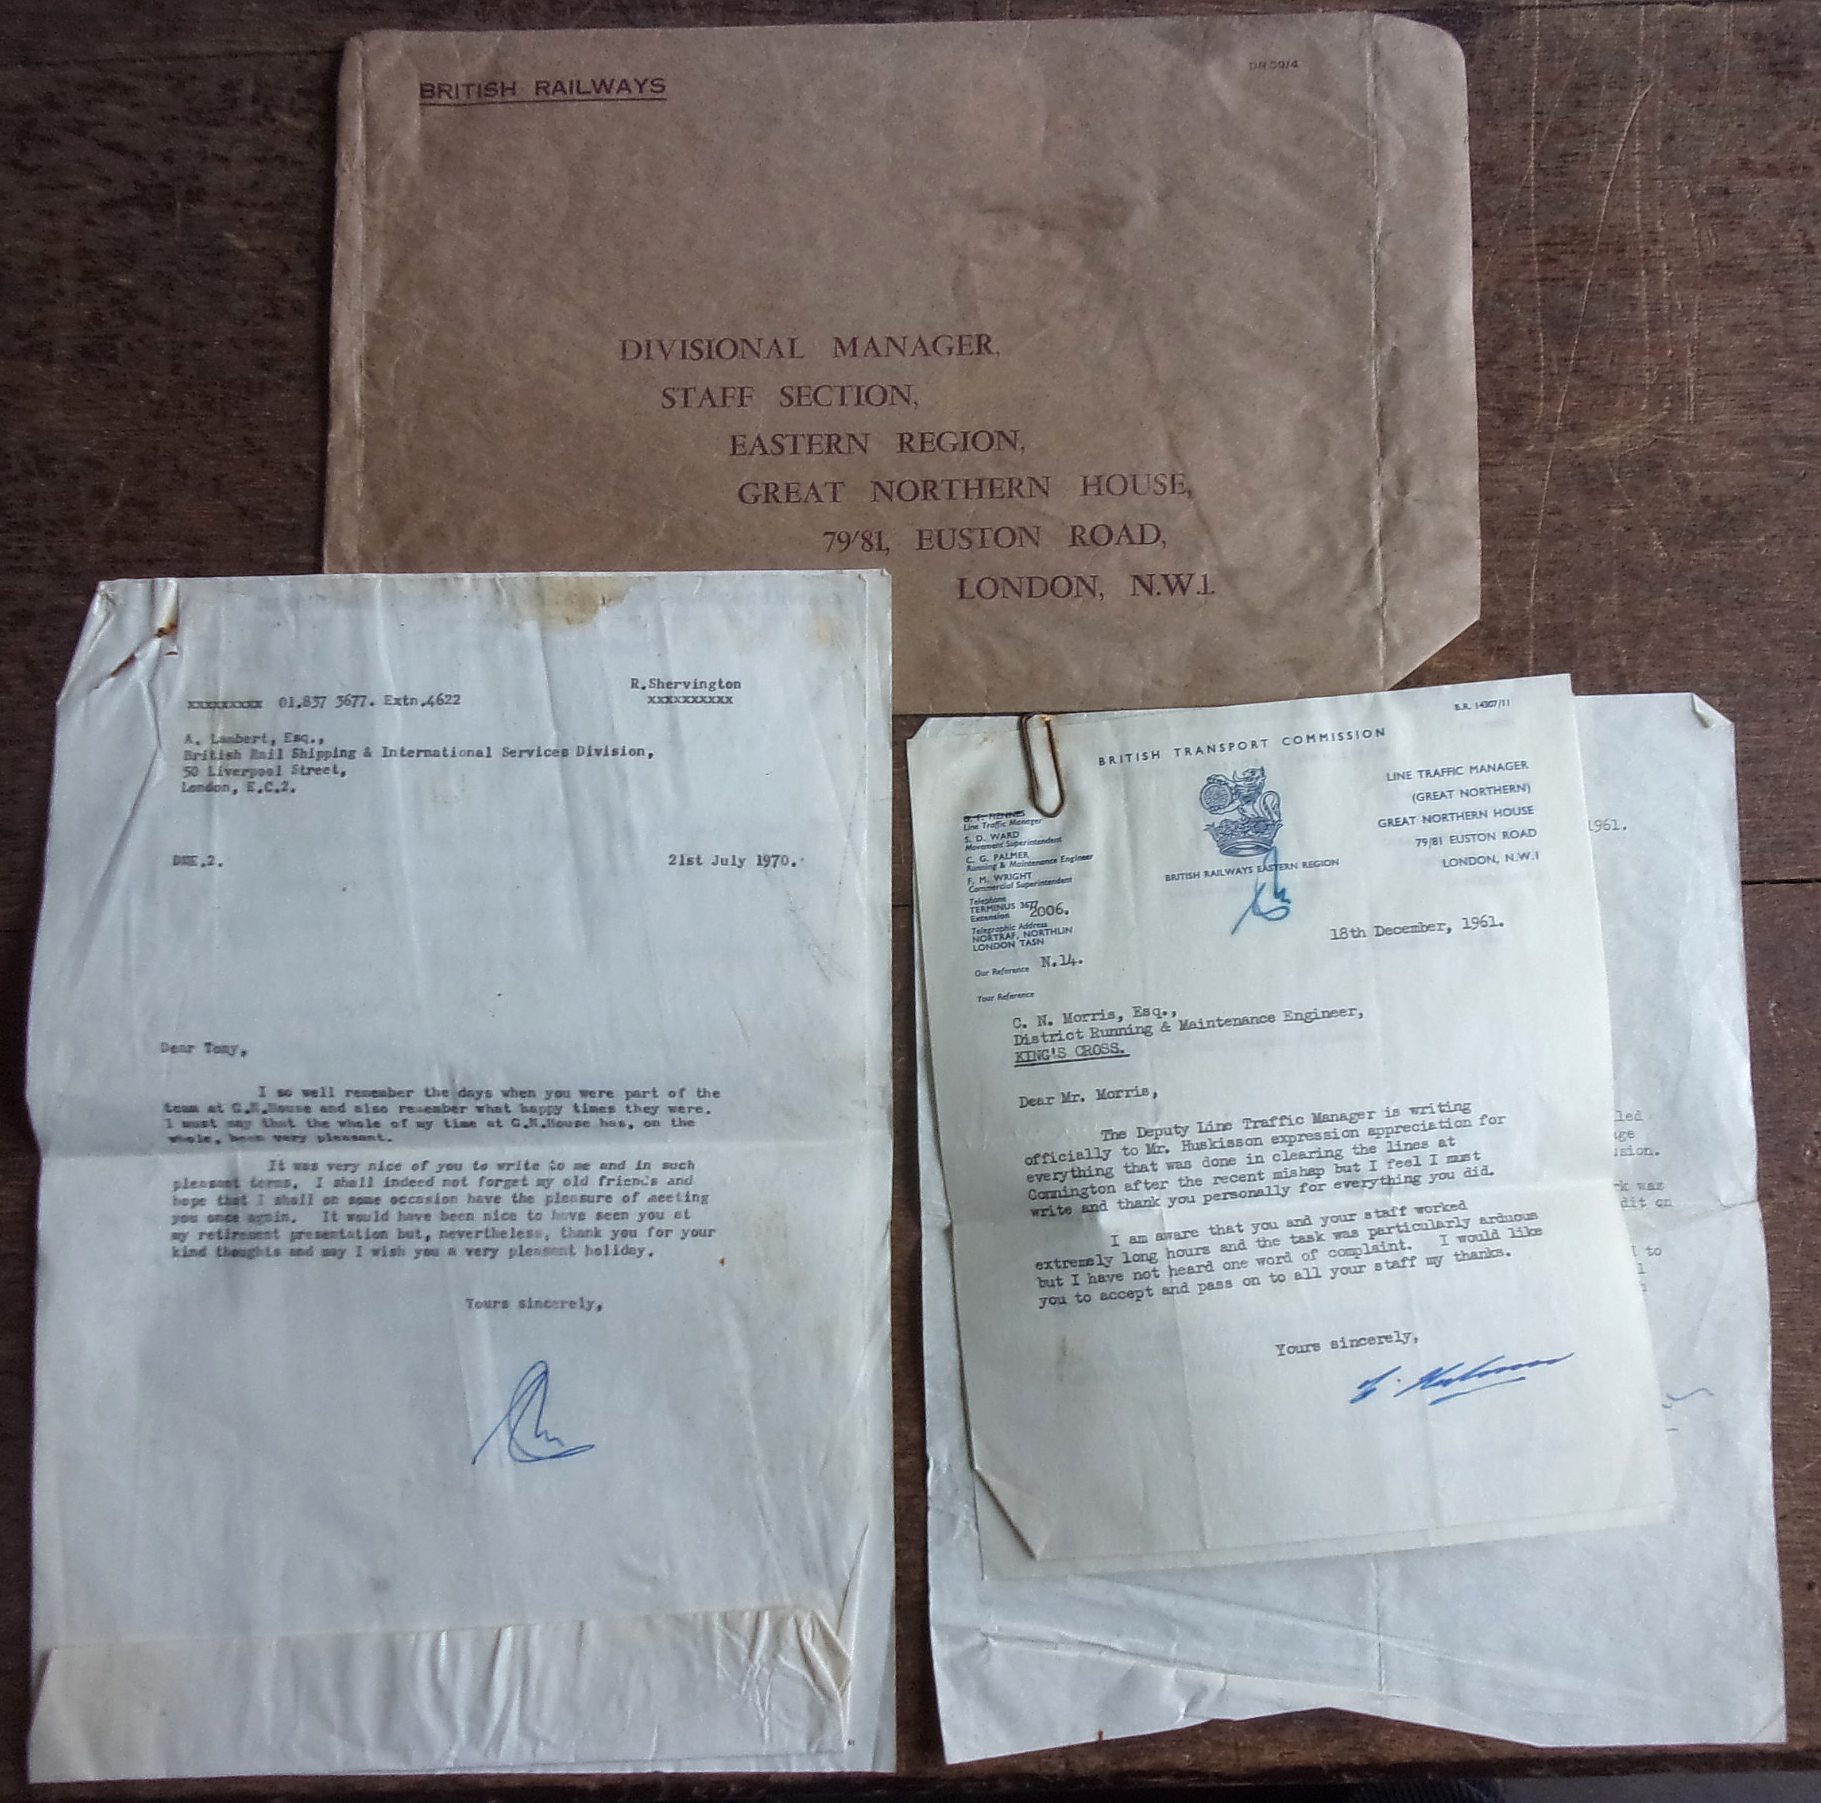 BRITISH RAILWAYS
DIVISIONAL MANAGER,
STAFF SECTION,
EASTERN REGION,
GREAT NORTHERN HOUSE,
79/81, EUSTON ROAD,
LONDON, N.W.1.
R.Shervington
xxxxxxxxx 01.837 3677. Extn.4622 xxxxxxxxxx
A. Lambert, Esq.,
British Rail Shipping & International Services Division,
50 Liverpool Street,
London, E.C.2.
21st July 1970.
Dear Tony,
I so well remember the days when you were part of the
team at G.N.House and also remember what happy times they were.
I must say that the whole of my time at G.N.House has, on the
whole, been very pleasant.
It was very nice of you to write to me and in such
pleasant terms. I shall indeed not forget my old friends and
hope that I shall on some occasion have the pleasure of meeting
you once again. It would have been nice to have seen you at
my retirement presentation but, nevertheless, thank you for your
kind thoughts and may I wish you a very pleasant holiday.
Yours sincerely,
B.R. 14307/11
BRITISH TRANSPORT COMMISSION
LINE TRAFFIC MANAGER
(GREAT NORTHERN)
GREAT NORTHERN HOUSE
79/81 EUSTON ROAD
LONDON, N.W.1
BRITISH RAILWAYS EASTERN REGION
Line Traffic Manager
S. D. WARD
Movement Superintendent
C. G. PALMER
Running & Maintenance Engineer
F. M. WRIGHT
Commercial Superintendent
Telephone
TERMINUS 3677
Extension 2006.
Telegraphic Address
NORTRAF, NORTHLIN
LONDON TASN
Our Reference N.14.
Your Reference
18th December, 1961.
C. N. Morris, Esq.,
District Running & Maintenance Engineer,
KING'S CROSS.
Dear Mr. Morris,
The Deputy Line Traffic Manager is writing
officially to Mr. Huskisson expression appreciation for
everything that was done in clearing the lines at
Connington after the recent mishap but I feel I must
write and thank you personally for everything you did.
I am aware that you and your staff worked
extremely long hours and the task was particularly arduous
but I have not heard one word of complaint. I would like
you to accept and pass on to all your staff my thanks.
Yours sincerely,
1961.